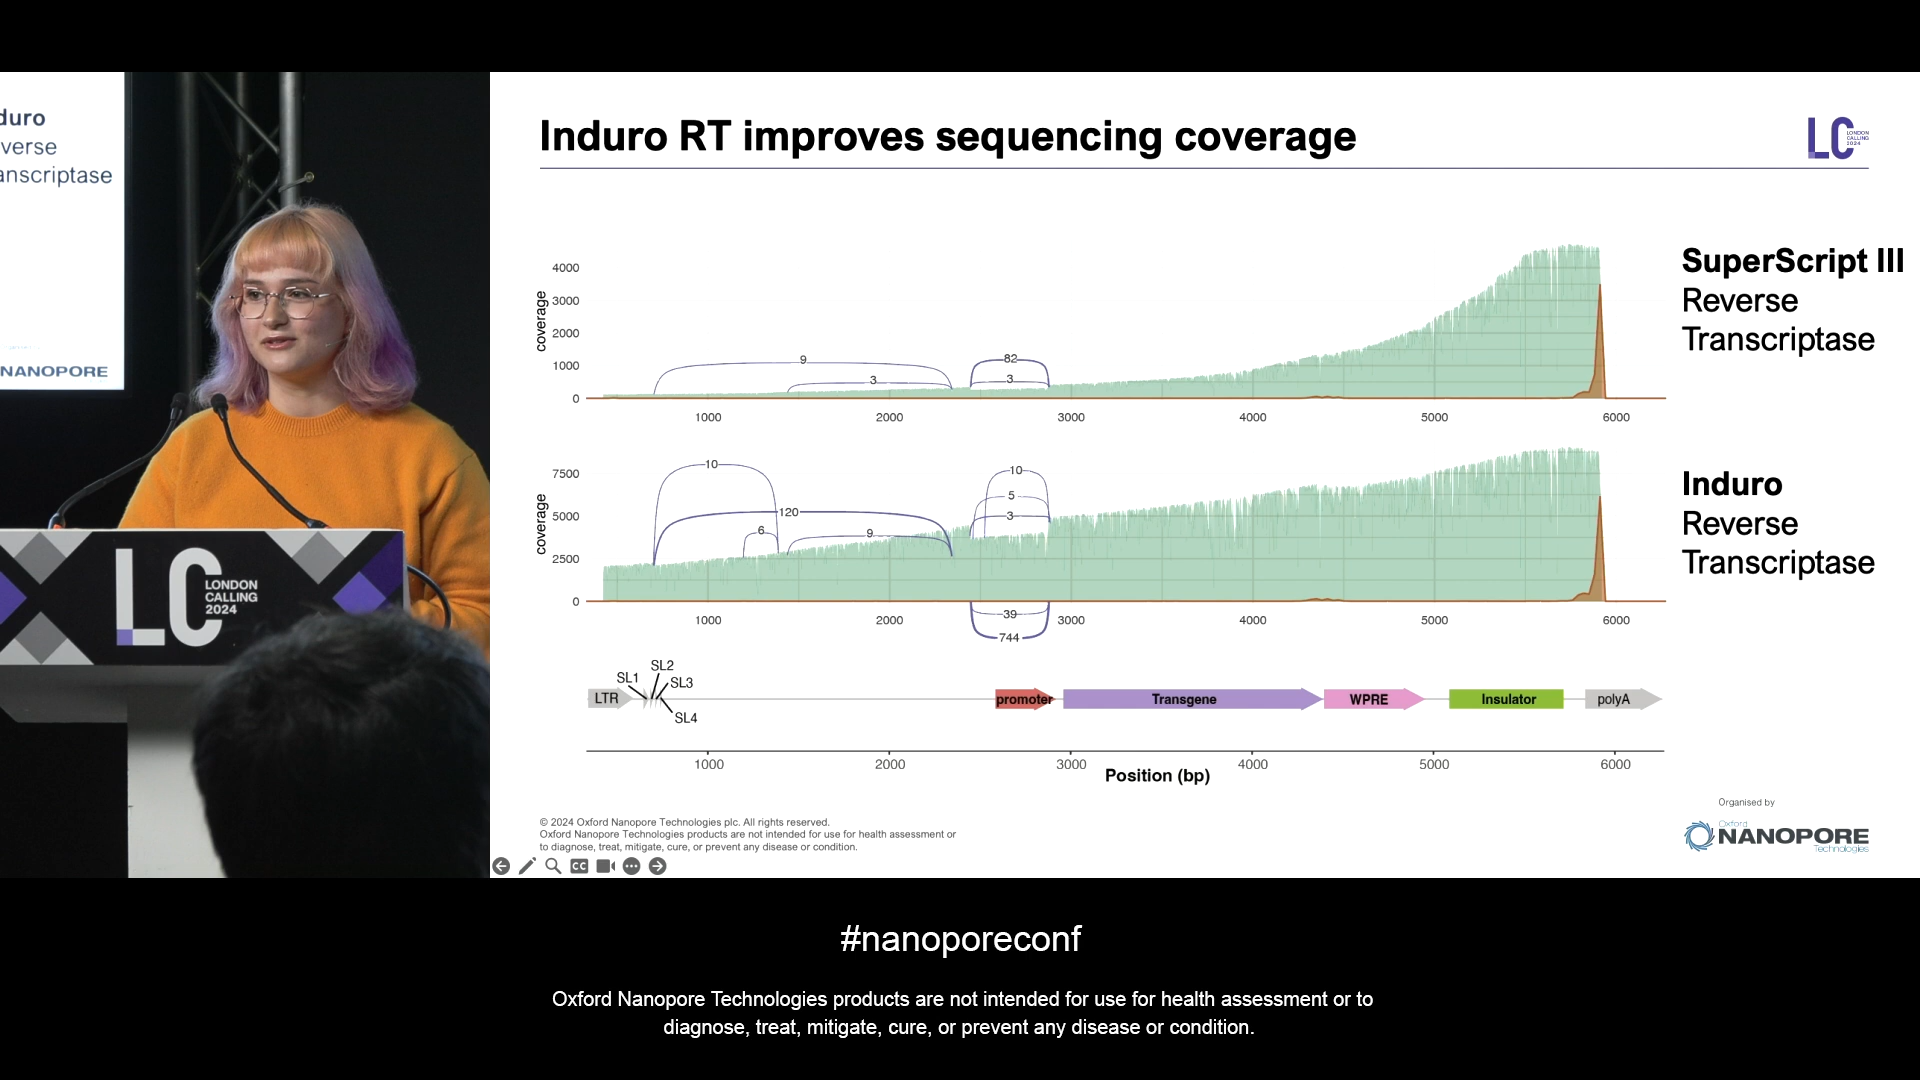 duro
verse
anscriptase
NANOPORE
LC LONDON
CALLING
2024
Induro RT improves sequencing coverage
LC LONDON
CALLING
2024
coverage
4000
3000
2000
1000
0
9
3
82
3
1000 2000 3000 4000 5000 6000
SuperScript III
Reverse
Transcriptase
coverage
7500
5000
2500
0
10
120
6
9
10
5
3
39
744
1000 2000 3000 4000 5000 6000
Induro
Reverse
Transcriptase
LTR SL1 SL2 SL3 SL4 promoter Transgene WPRE Insulator polyA
1000 2000 3000 4000 5000 6000
Position (bp)
© 2024 Oxford Nanopore Technologies plc. All rights reserved.
Oxford Nanopore Technologies products are not intended for use for health assessment or
to diagnose, treat, mitigate, cure, or prevent any disease or condition.
CC
Organised by
Oxford
NANOPORE
Technologies
#nanoporeconf
Oxford Nanopore Technologies products are not intended for use for health assessment or to
diagnose, treat, mitigate, cure, or prevent any disease or condition.